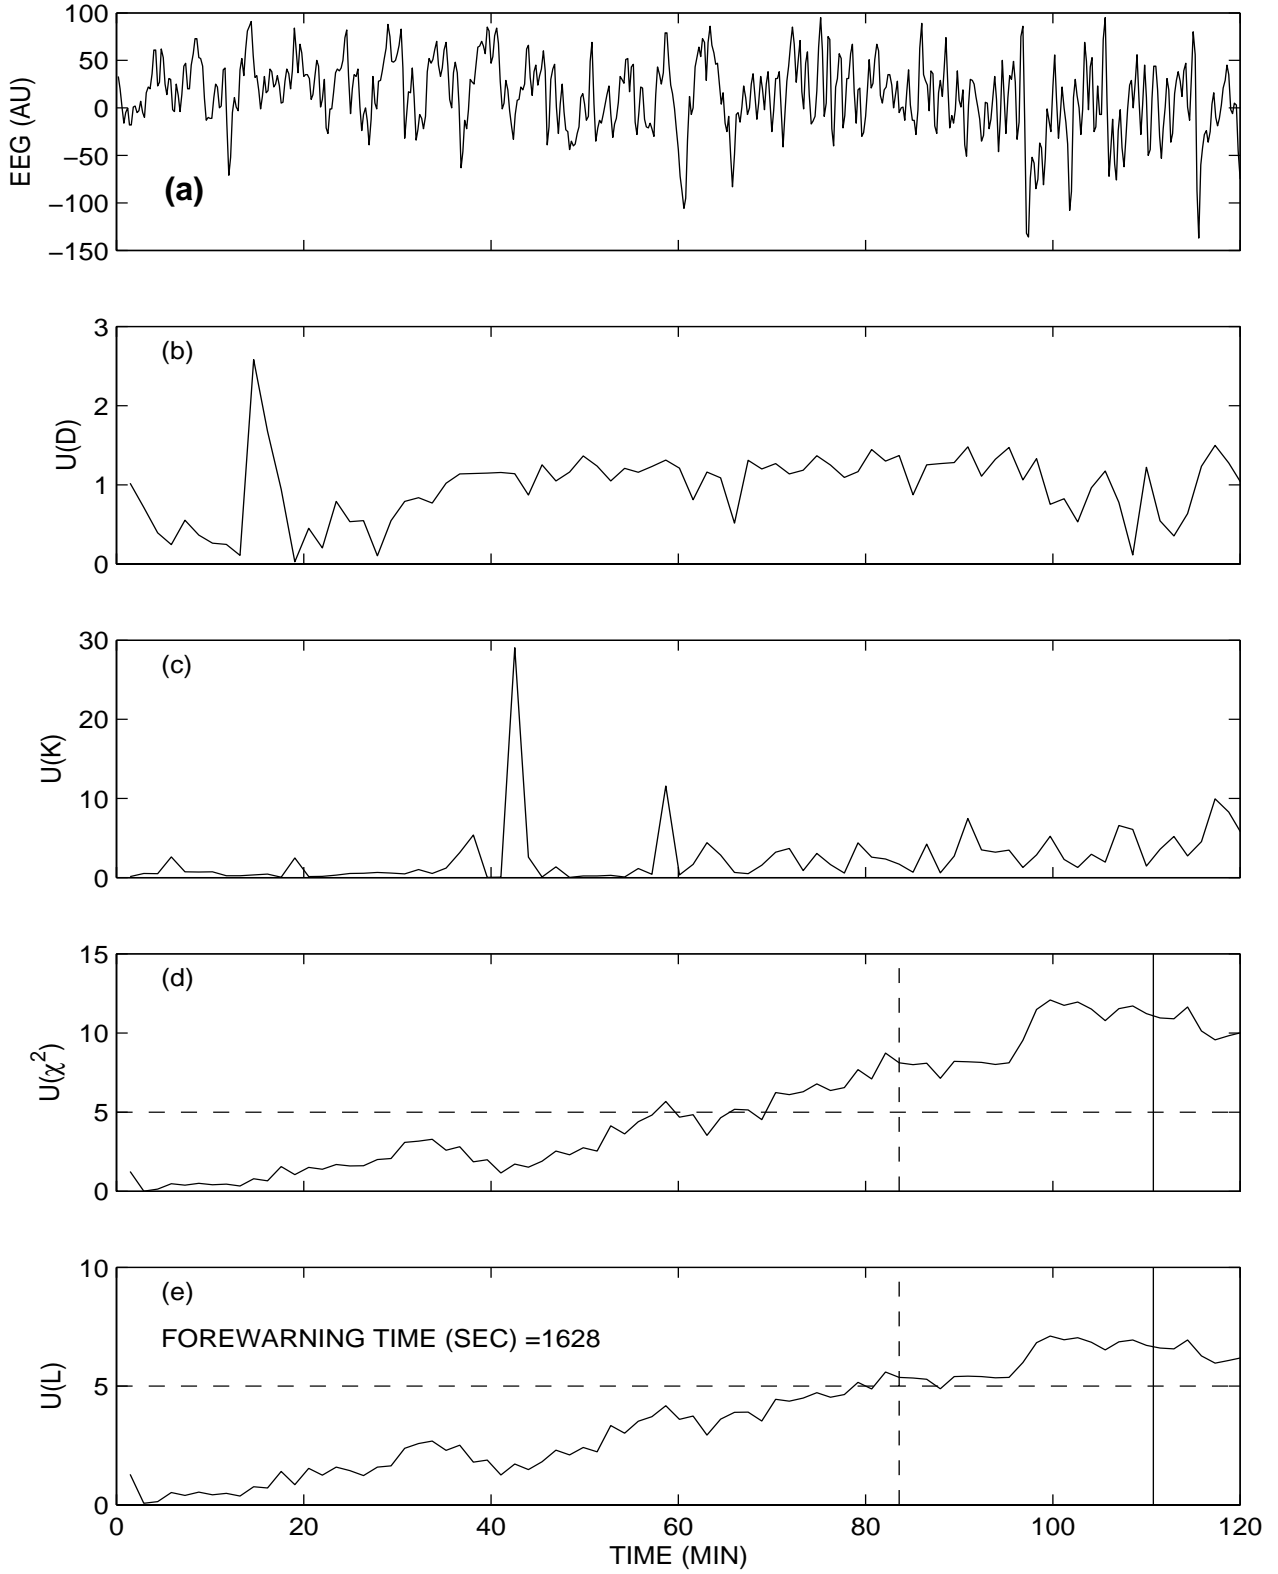 100
50
0
−50
−100
−150
EEG (AU)
(a)
3
2
1
0
U(D)
(b)
30
20
10
0
U(K)
(c)
15
10
5
0
U(χ²)
(d)
10
5
0
U(L)
(e)
FOREWARNING TIME (SEC) =1628
0 20 40 60 80 100 120
TIME (MIN)